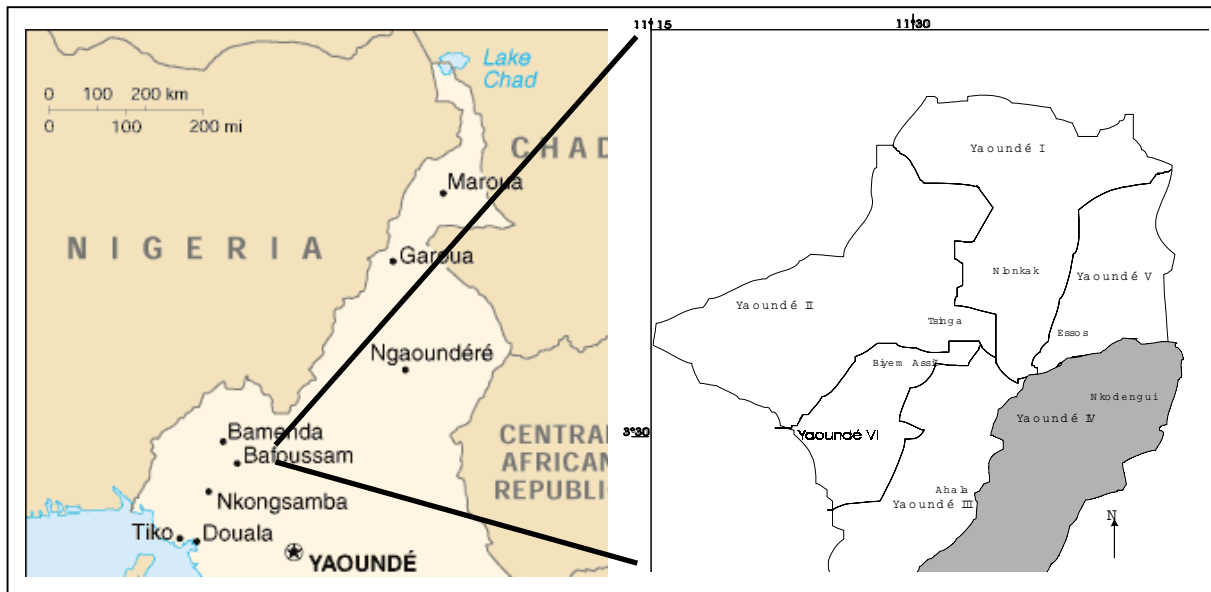 Lake
Chad
0 100 200 km
0 100 200 mi
CHAD
Maroua
NIGERIA
Garoua
Ngaoundéré
Bamenda
Bafoussam
CENTRAL
AFRICAN
REPUBLI
Nkongsamba
Tiko
Douala
YAOUNDÉ
11°15
11°30
Yaoundé I
Nlonkak
Yaoundé V
Yaoundé II
Tsinga
Essos
Biyem Assi
Nkodengui
Yaoundé IV
3°30
Yaoundé VI
Ahala
Yaoundé III
N